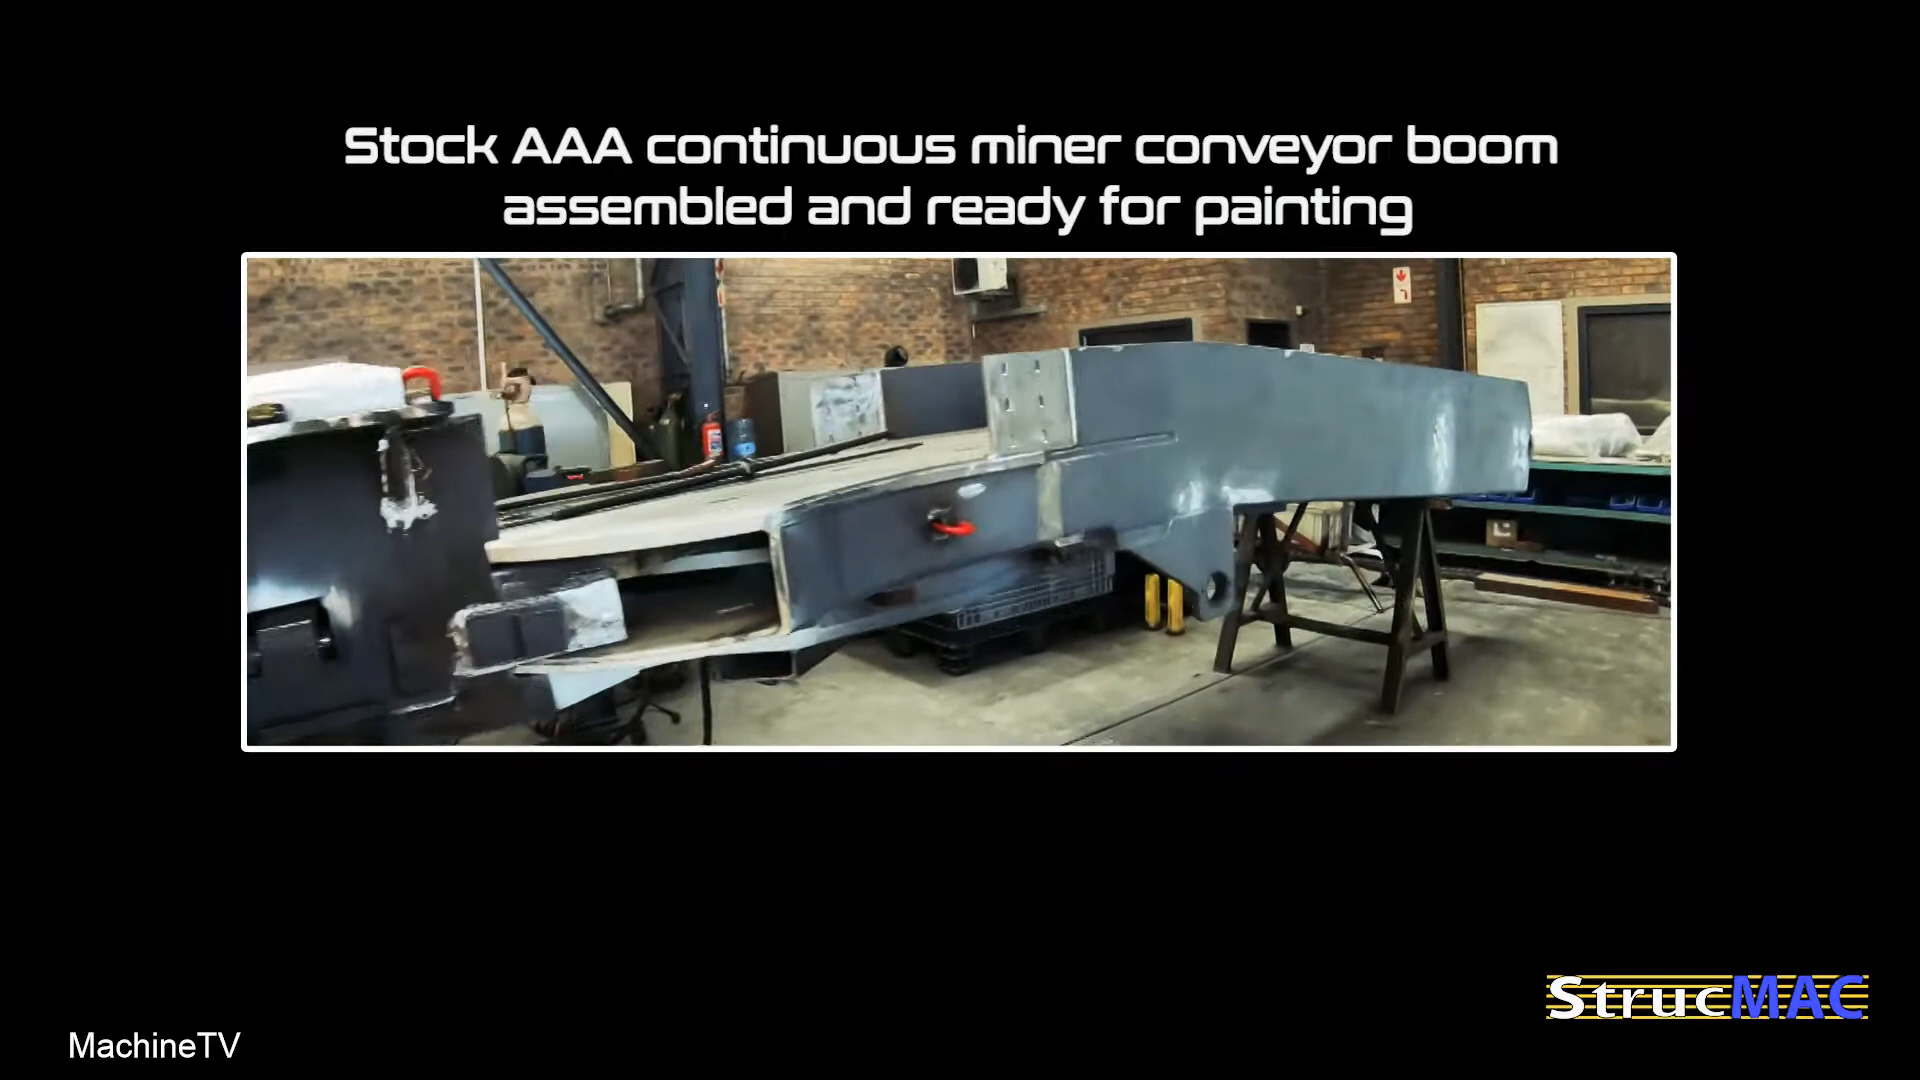 Stock AAA continuous miner conveyor boom
assembled and ready for painting
StrucMAC
MachineTV